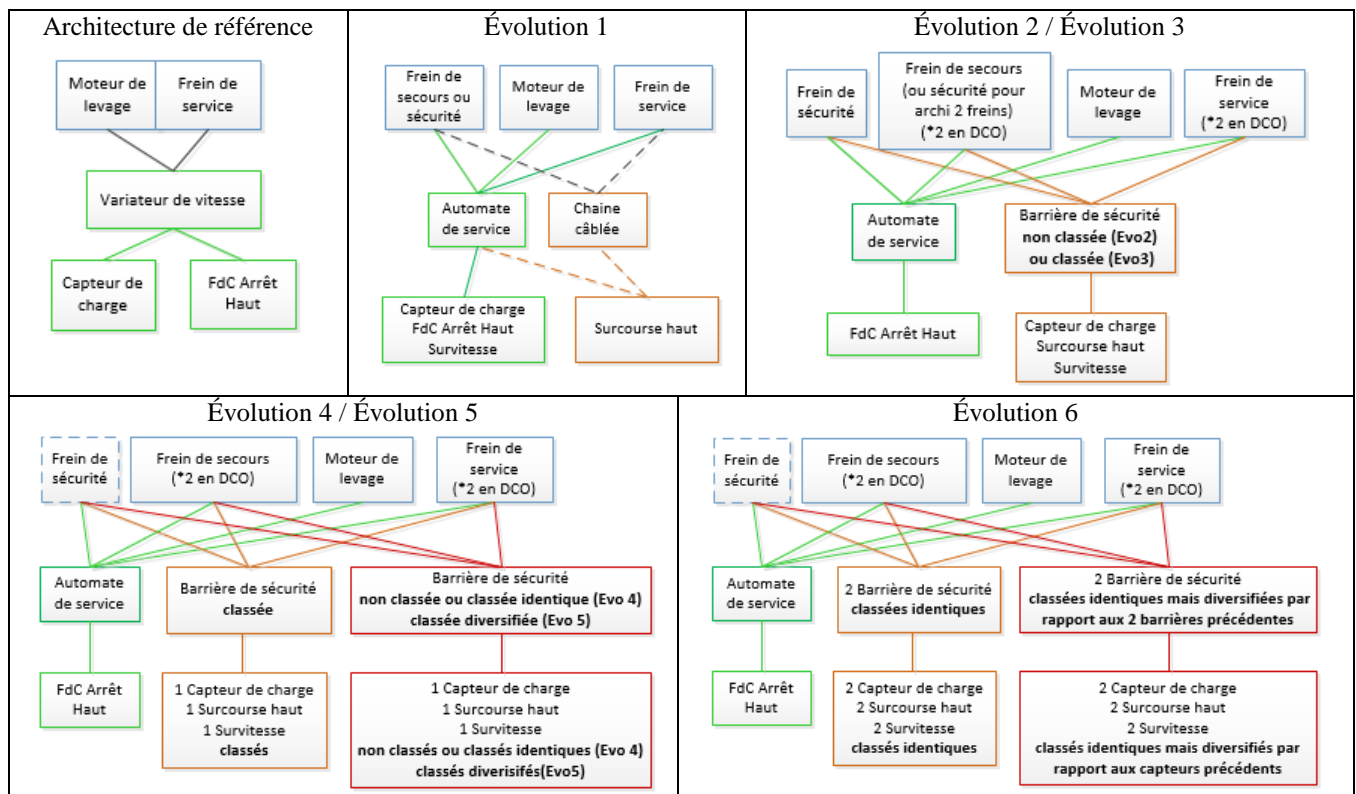 Architecture de référence
Moteur de
levage
Frein de
service
Variateur de vitesse
Capteur de
charge
FdC Arrêt
Haut
Évolution 1
Frein de
secours ou
sécurité
Moteur de
levage
Frein de
service
Automate
de service
Chaine
câblée
Capteur de charge
FdC Arrêt Haut
Survitesse
Surcourse haut
Évolution 2 / Évolution 3
Frein de
sécurité
Frein de secours
(ou sécurité pour
archi 2 freins)
(*2 en DCO)
Moteur de
levage
Frein de
service
(*2 en DCO)
Automate
de service
Barrière de sécurité
non classée (Evo2)
ou classée (Evo3)
FdC Arrêt Haut
Capteur de charge
Surcourse haut
Survitesse
Évolution 4 / Évolution 5
Frein de
sécurité
Frein de secours
(*2 en DCO)
Moteur de
levage
Frein de
service
(*2 en DCO)
Automate
de service
Barrière de sécurité
classée
Barrière de sécurité
non classée ou classée identique (Evo 4)
classée diversifiée (Evo 5)
FdC Arrêt
Haut
1 Capteur de charge
1 Surcourse haut
1 Survitesse
classés
1 Capteur de charge
1 Surcourse haut
1 Survitesse
non classés ou classés identiques (Evo 4)
classés diverisifés(Evo5)
Évolution 6
Frein de
sécurité
Frein de secours
(*2 en DCO)
Moteur de
levage
Frein de
service
(*2 en DCO)
Automate
de service
2 Barrière de sécurité
classées identiques
2 Barrière de sécurité
classées identiques mais diversifiées par
rapport aux 2 barrières précédentes
FdC Arrêt
Haut
2 Capteur de charge
2 Surcourse haut
2 Survitesse
classés identiques
2 Capteur de charge
2 Surcourse haut
2 Survitesse
classés identiques mais diversifiés par
rapport aux capteurs précédents